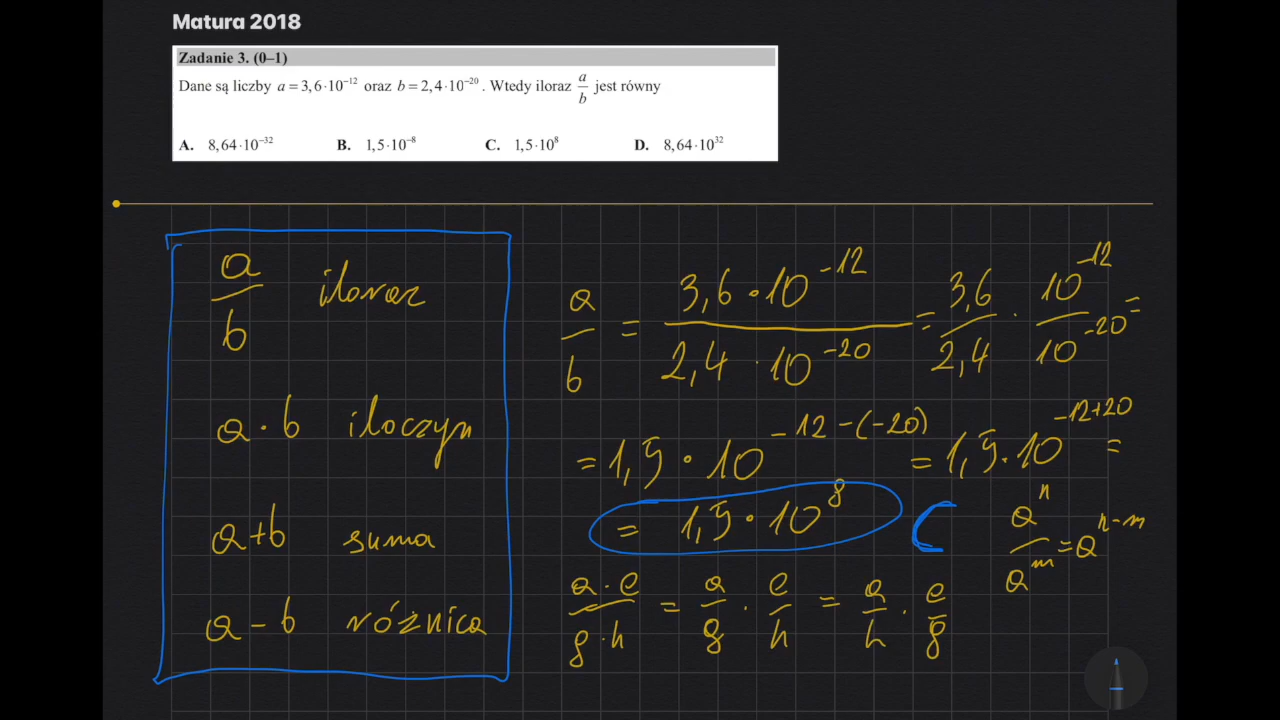 Matura 2018
Zadanie 3. (0–1)
Dane są liczby a = 3,6·10⁻¹² oraz b = 2,4·10⁻²⁰. Wtedy iloraz a/b jest równy
A. 8,64·10⁻³² B. 1,5·10⁻⁸ C. 1,5·10⁸ D. 8,64·10³²
a/b iloraz
a · b iloczyn
a+b suma
a – b różnica
a/b = (3,6 · 10⁻¹²)/(2,4 · 10⁻²⁰) = 3,6/2,4 · 10⁻¹²/10⁻²⁰ =
= 1,5 · 10^(-12-(-20)) = 1,5 · 10^(-12+20) =
= 1,5 · 10⁸ C
aⁿ/aᵐ = aⁿ⁻ᵐ
(a · e)/(g · h) = a/g · e/h = a/h · e/g